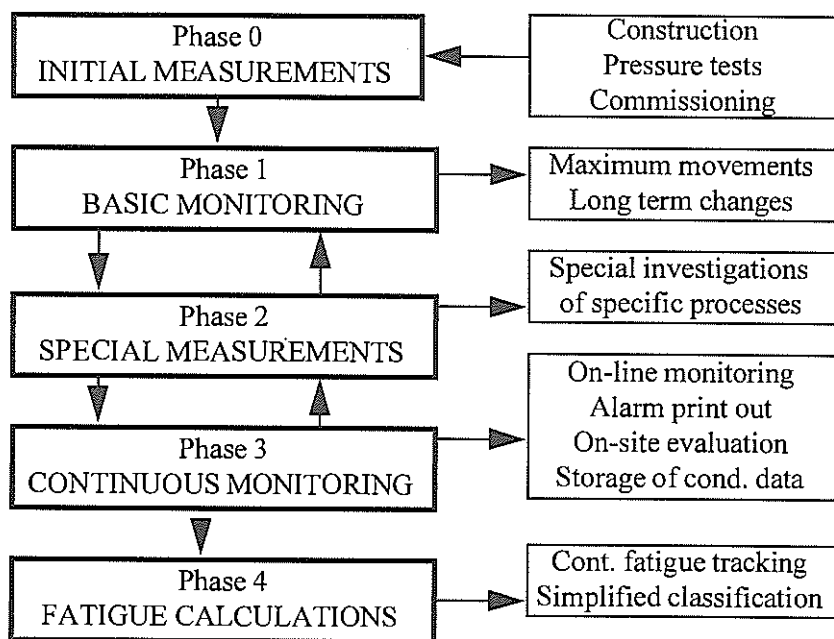 Phase 0
INITIAL MEASUREMENTS
Construction
Pressure tests
Commissioning
Phase 1
BASIC MONITORING
Maximum movements
Long term changes
Phase 2
SPECIAL MEASUREMENTS
Special investigations
of specific processes
Phase 3
CONTINUOUS MONITORING
On-line monitoring
Alarm print out
On-site evaluation
Storage of cond. data
Phase 4
FATIGUE CALCULATIONS
Cont. fatigue tracking
Simplified classification